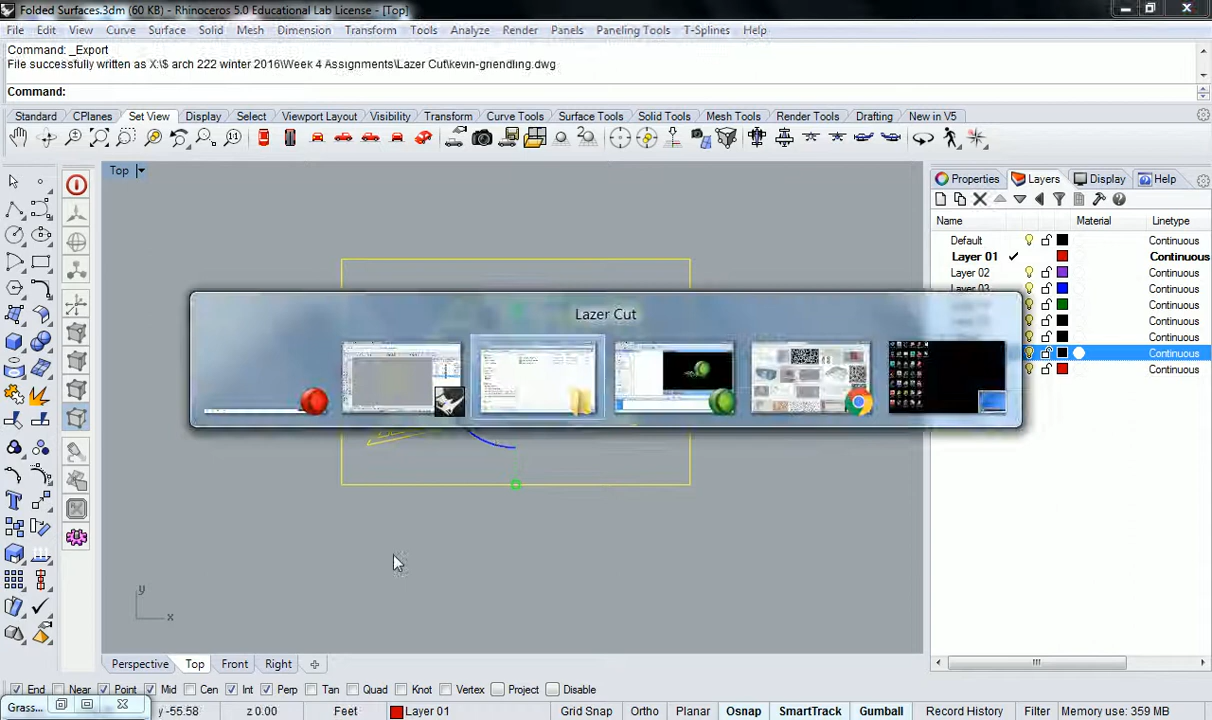 Folded Surfaces.3dm (60 KB) - Rhinoceros 5.0 Educational Lab License - [Top]
File Edit View Curve Surface Solid Mesh Dimension Transform Tools Analyze Render Panels Paneling Tools T-Splines Help
Command: _Export
File successfully written as X:\$ arch 222 winter 2016\Week 4 Assignments\Lazer Cut\kevin-griendling.dwg
Command:
Standard CPlanes Set View Display Select Viewport Layout Visibility Transform Curve Tools Surface Tools Solid Tools Mesh Tools Render Tools Drafting New in V5
Top
Properties Layers Display Help
Name Material Linetype
Default Continuous
Layer 01 Continuous
Layer 02 Continuous
Layer 03 Continuous
Continuous
Continuous
Continuous
Continuous
Continuous
Lazer Cut
y
x
Perspective Top Front Right
End Near Point Mid Cen Int Perp Tan Quad Knot Vertex Project Disable
Grass...
y -55.58 z 0.00 Feet Layer 01 Grid Snap Ortho Planar Osnap SmartTrack Gumball Record History Filter Memory use: 359 MB